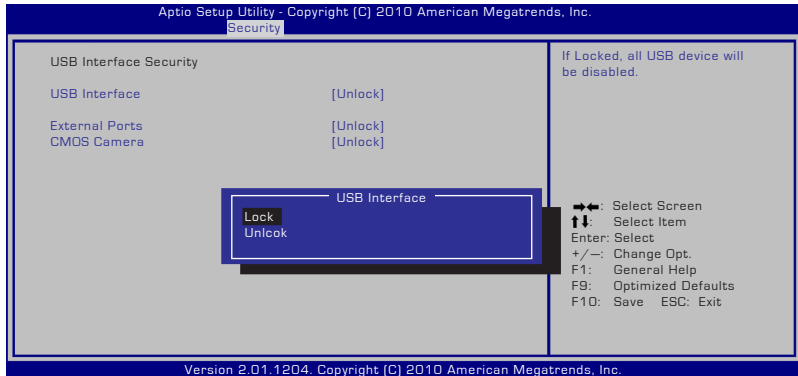 Aptio Setup Utility - Copyright (C) 2010 American Megatrends, Inc.
Security
USB Interface Security
USB Interface [Unlock]
External Ports [Unlock]
CMOS Camera [Unlock]
If Locked, all USB device will
be disabled.
USB Interface
Lock
Unlcok
→←: Select Screen
↑↓: Select Item
Enter: Select
+/—: Change Opt.
F1: General Help
F9: Optimized Defaults
F10: Save ESC: Exit
Version 2.01.1204. Copyright (C) 2010 American Megatrends, Inc.